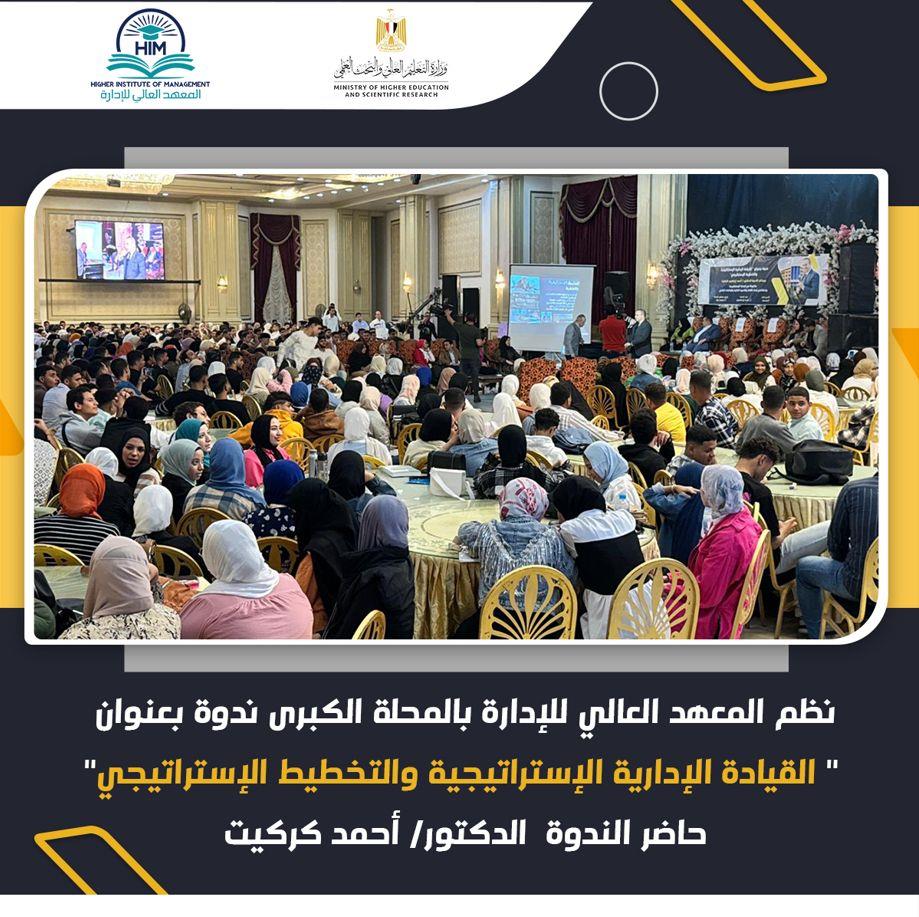 HIM
HIGHER INSTITUTE OF MANAGEMENT
المعهد العالي للإدارة
وزارة التعليم العالي والبحث العلمي
MINISTRY OF HIGHER EDUCATION
AND SCIENTIFIC RESEARCH
نظم المعهد العالي للإدارة بالمحلة الكبرى ندوة بعنوان
" القيادة الإدارية الإستراتيجية والتخطيط الإستراتيجي"
حاضر الندوة الدكتور/ أحمد كركيت